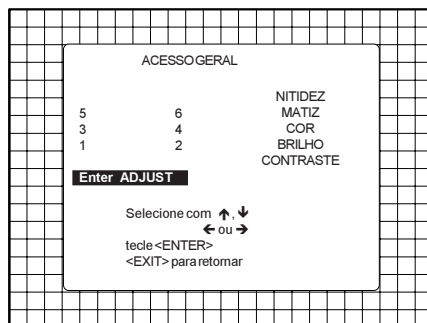 ACESSO GERAL
NITIDEZ
5 6 MATIZ
3 4 COR
1 2 BRILHO
CONTRASTE
Enter ADJUST
Selecione com ↑, ↓
← ou →
tecle <ENTER>
<EXIT> para retornar